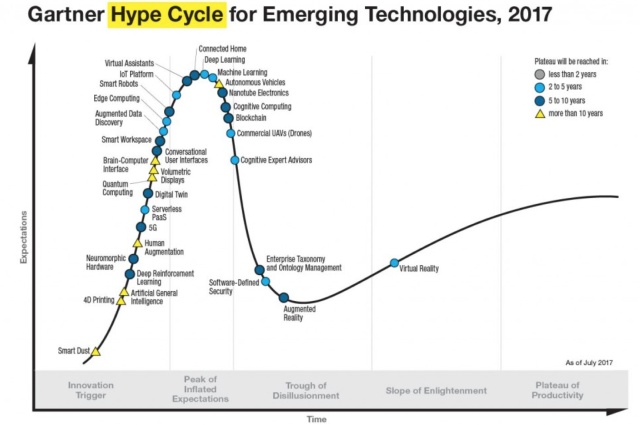 Gartner Hype Cycle for Emerging Technologies, 2017
Expectations
Connected Home
Virtual Assistants
Deep Learning
IoT Platform
Machine Learning
Smart Robots
Autonomous Vehicles
Edge Computing
Nanotube Electronics
Augmented Data
Discovery
Cognitive Computing
Blockchain
Smart Workspace
Commercial UAVs (Drones)
Conversational
User Interfaces
Brain-Computer
Interface
Cognitive Expert Advisors
Volumetric
Displays
Quantum
Computing
Digital Twin
Serverless
PaaS
5G
Human
Augmentation
Neuromorphic
Hardware
Deep Reinforcement
Learning
Artificial General
Intelligence
4D Printing
Smart Dust
Enterprise Taxonomy
and Ontology Management
Software-Defined
Security
Augmented
Reality
Virtual Reality
Plateau will be reached in:
less than 2 years
2 to 5 years
5 to 10 years
more than 10 years
As of July 2017
Innovation
Trigger
Peak of
Inflated
Expectations
Trough of
Disillusionment
Slope of Enlightenment
Plateau of
Productivity
Time